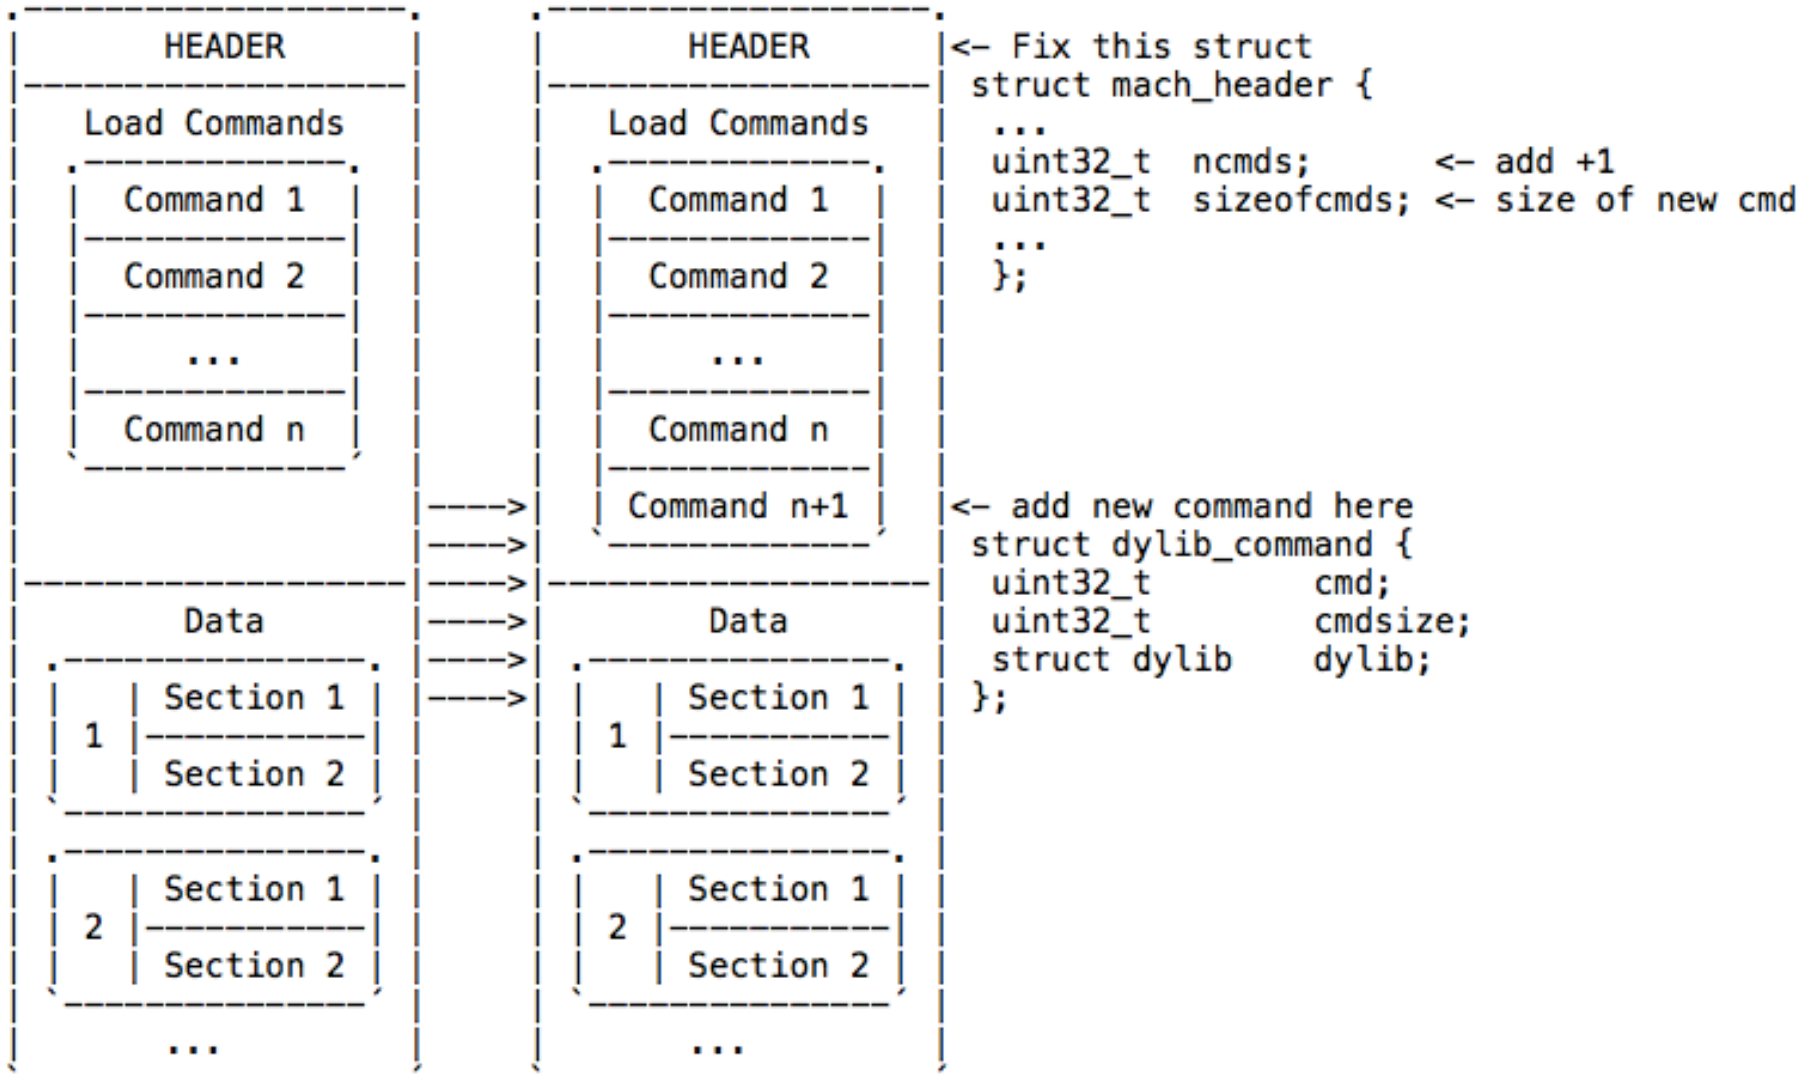 .-------------------.     .-------------------.
|       HEADER      |     |       HEADER      |<- Fix this struct
|-------------------|     |-------------------| struct mach_header {
|   Load Commands   |     |   Load Commands   |  ...
|  .-------------.  |     |  .-------------.  |  uint32_t  ncmds;      <- add +1
|  |  Command 1  |  |     |  |  Command 1  |  |  uint32_t  sizeofcmds; <- size of new cmd
|  |-------------|  |     |  |-------------|  |  ...
|  |  Command 2  |  |     |  |  Command 2  |  |  };
|  |-------------|  |     |  |-------------|  |
|  |     ...     |  |     |  |     ...     |  |
|  |-------------|  |     |  |-------------|  |
|  |  Command n  |  |     |  |  Command n  |  |
|  `-------------´  |     |  |-------------|  |
|                   |---->|  | Command n+1 |  |<- add new command here
|                   |---->|  `-------------´  | struct dylib_command {
|-------------------|---->|-------------------|  uint32_t        cmd;
|        Data       |---->|        Data       |  uint32_t        cmdsize;
| .---------------. |---->| .---------------. |  struct dylib    dylib;
| |   | Section 1 | |---->| |   | Section 1 | | };
| | 1 |-----------| |     | | 1 |-----------| |
| |   | Section 2 | |     | |   | Section 2 | |
| `---------------´ |     | `---------------´ |
| .---------------. |     | .---------------. |
| |   | Section 1 | |     | |   | Section 1 | |
| | 2 |-----------| |     | | 2 |-----------| |
| |   | Section 2 | |     | |   | Section 2 | |
| `---------------´ |     | `---------------´ |
|        ...        |     |        ...        |
`                   ´     `                   ´